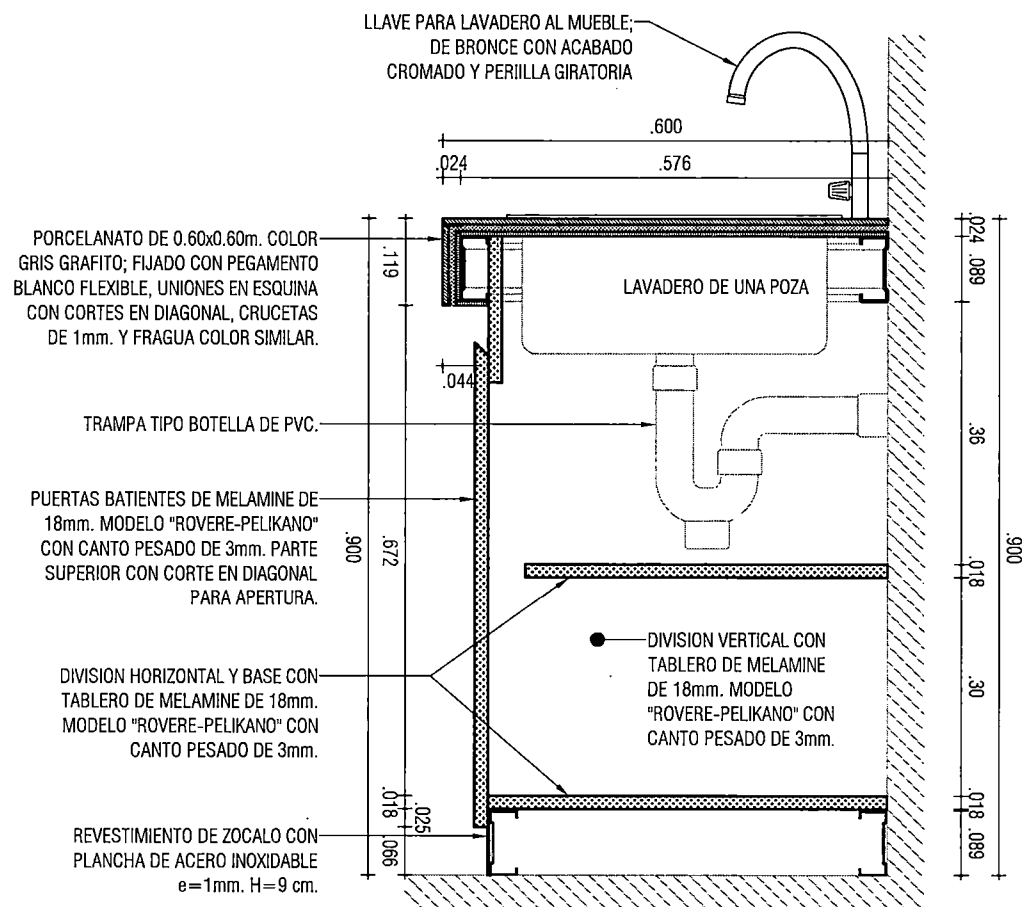 LLAVE PARA LAVADERO AL MUEBLE;
DE BRONCE CON ACABADO
CROMADO Y PERIILLA GIRATORIA
.600
.024
.576
PORCELANATO DE 0.60x0.60m. COLOR
GRIS GRAFITO; FIJADO CON PEGAMENTO
BLANCO FLEXIBLE, UNIONES EN ESQUINA
CON CORTES EN DIAGONAL, CRUCETAS
DE 1mm. Y FRAGUA COLOR SIMILAR.
.119
LAVADERO DE UNA POZA
.024
.089
.044
TRAMPA TIPO BOTELLA DE PVC.
.36
PUERTAS BATIENTES DE MELAMINE DE
18mm. MODELO "ROVERE-PELIKANO"
CON CANTO PESADO DE 3mm. PARTE
SUPERIOR CON CORTE EN DIAGONAL
PARA APERTURA.
.900
.672
.018
.900
DIVISION HORIZONTAL Y BASE CON
TABLERO DE MELAMINE DE 18mm.
MODELO "ROVERE-PELIKANO" CON
CANTO PESADO DE 3mm.
DIVISION VERTICAL CON
TABLERO DE MELAMINE
DE 18mm. MODELO
"ROVERE-PELIKANO" CON
CANTO PESADO DE 3mm.
.30
.018
.025
.066
.018
.089
REVESTIMIENTO DE ZOCALO CON
PLANCHA DE ACERO INOXIDABLE
e=1mm. H=9 cm.